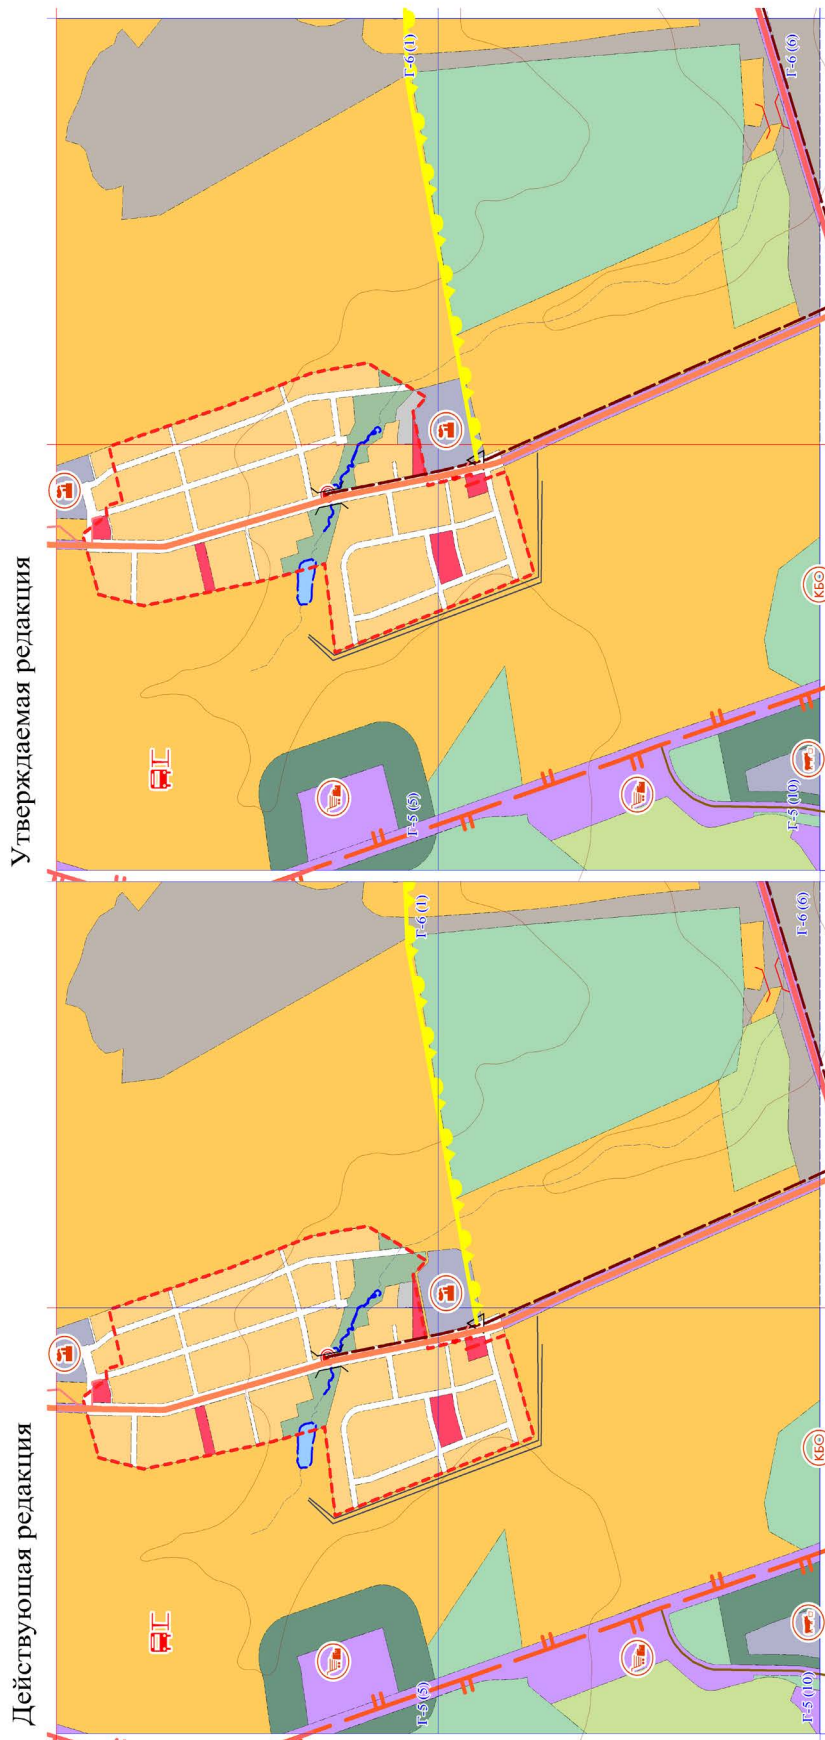 Утверждаемая редакция
Г-6 (1)
Г-6 (6)
Г-5 (5)
Г-5 (10)
КБО
Действующая редакция
Г-6 (1)
Г-6 (6)
Г-5 (5)
Г-5 (10)
КБО